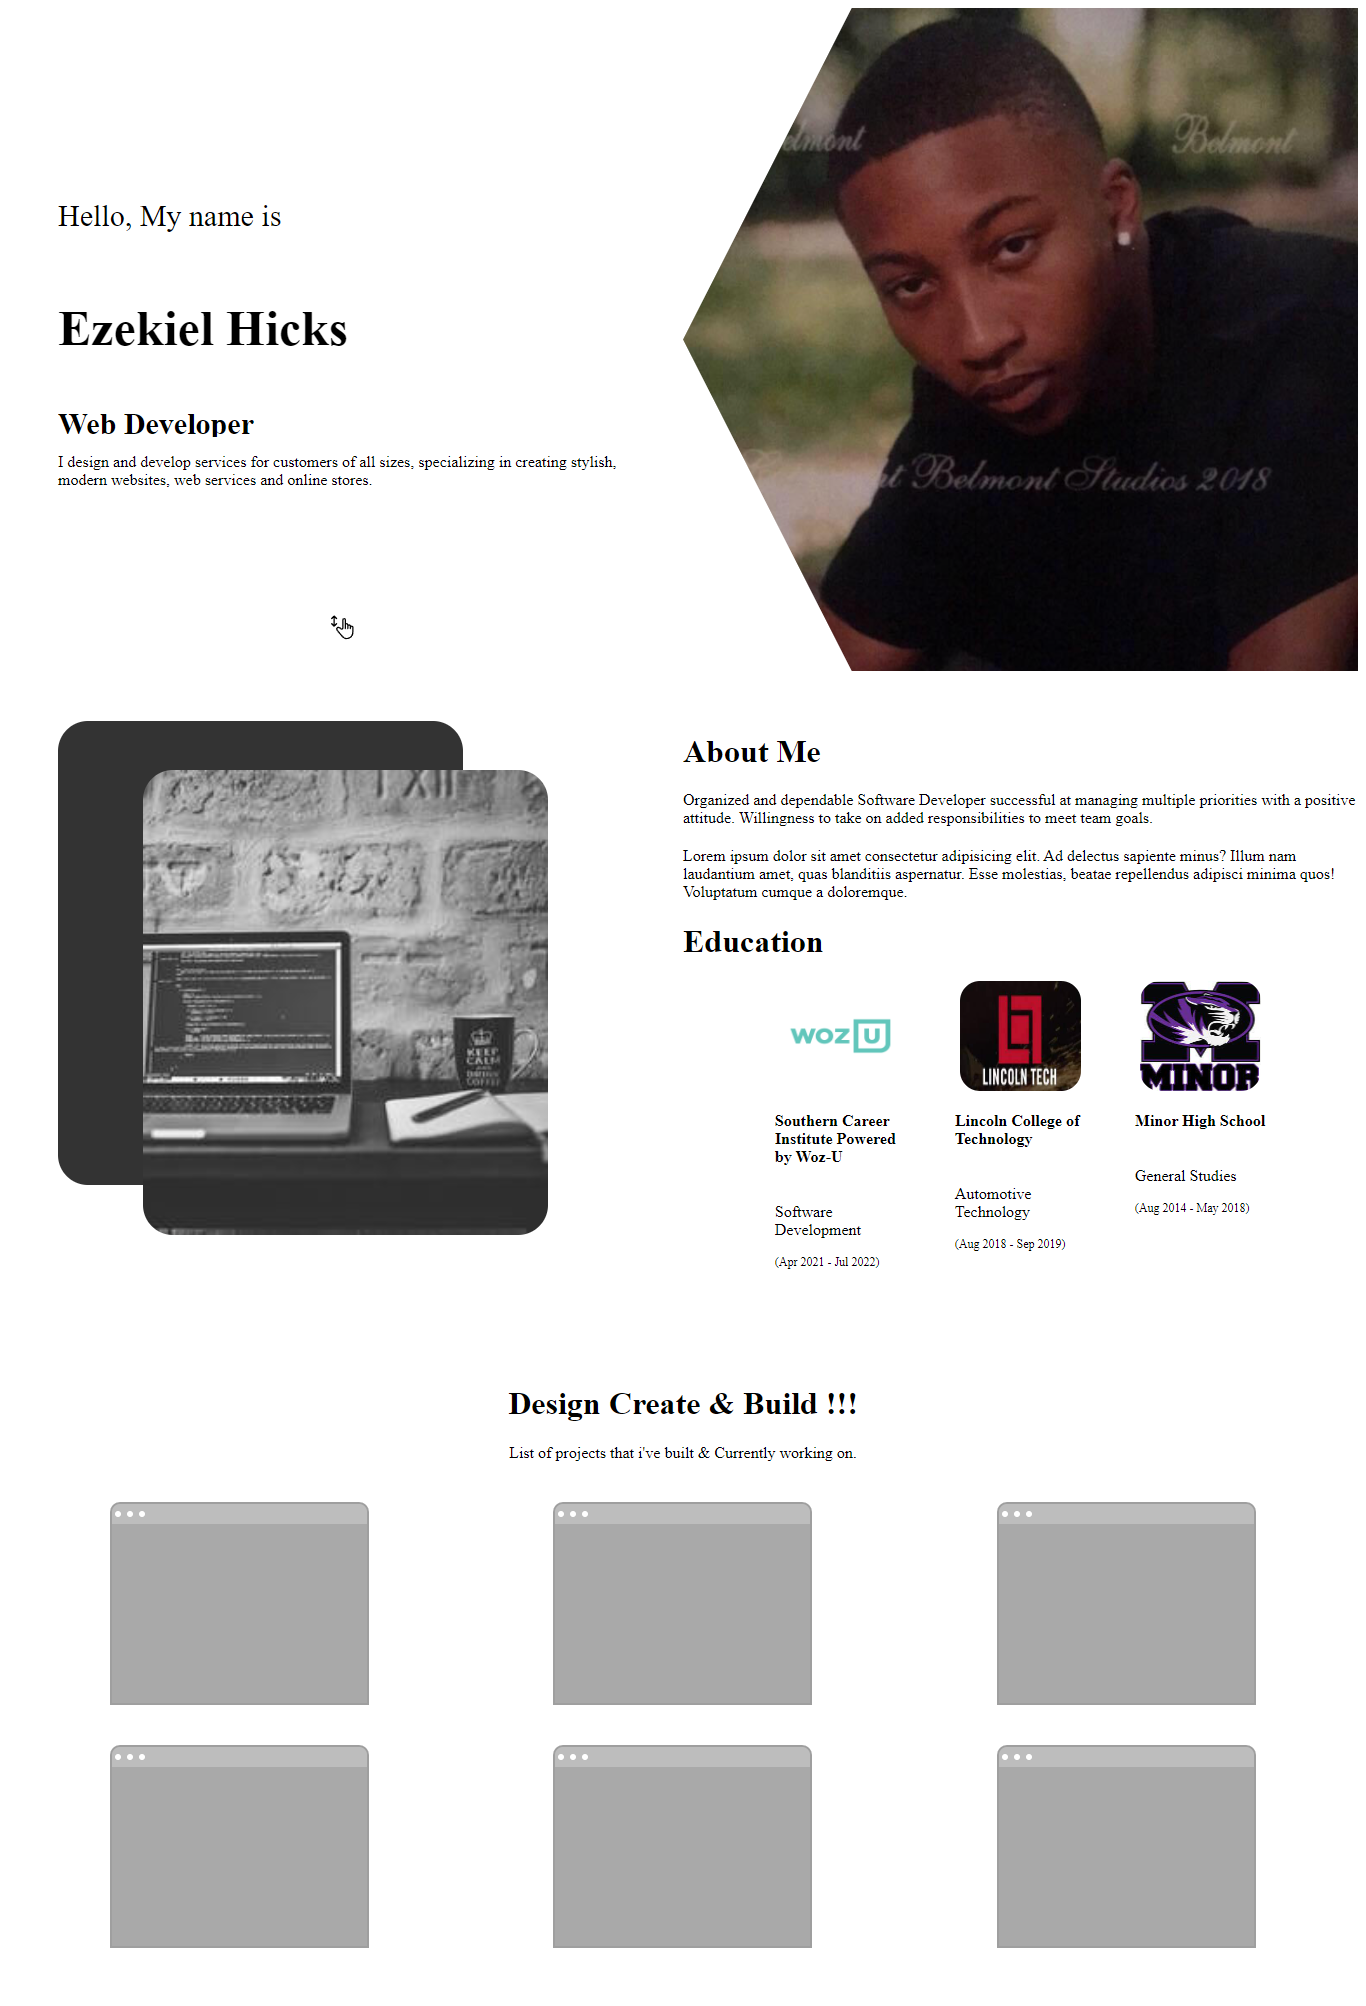 Belmont
Hello, My name is
Ezekiel Hicks
Web Developer
I design and develop services for customers of all sizes, specializing in creating stylish,
modern websites, web services and online stores.
Belmont Studios 2018
About Me
Organized and dependable Software Developer successful at managing multiple priorities with a positive
attitude. Willingness to take on added responsibilities to meet team goals.
Lorem ipsum dolor sit amet consectetur adipisicing elit. Ad delectus sapiente minus? Illum nam
laudantium amet, quas blanditiis aspernatur. Esse molestias, beatae repellendus adipisci minima quos!
Voluptatum cumque a doloremque.
Education
KEEP
CALM
AND
COFFEE
WOZ U
LINCOLN TECH
M
MINOR
Southern Career
Institute Powered
by Woz-U
Software
Development
(Apr 2021 - Jul 2022)
Lincoln College of
Technology
Automotive
Technology
(Aug 2018 - Sep 2019)
Minor High School
General Studies
(Aug 2014 - May 2018)
Design Create & Build !!!
List of projects that i've built & Currently working on.